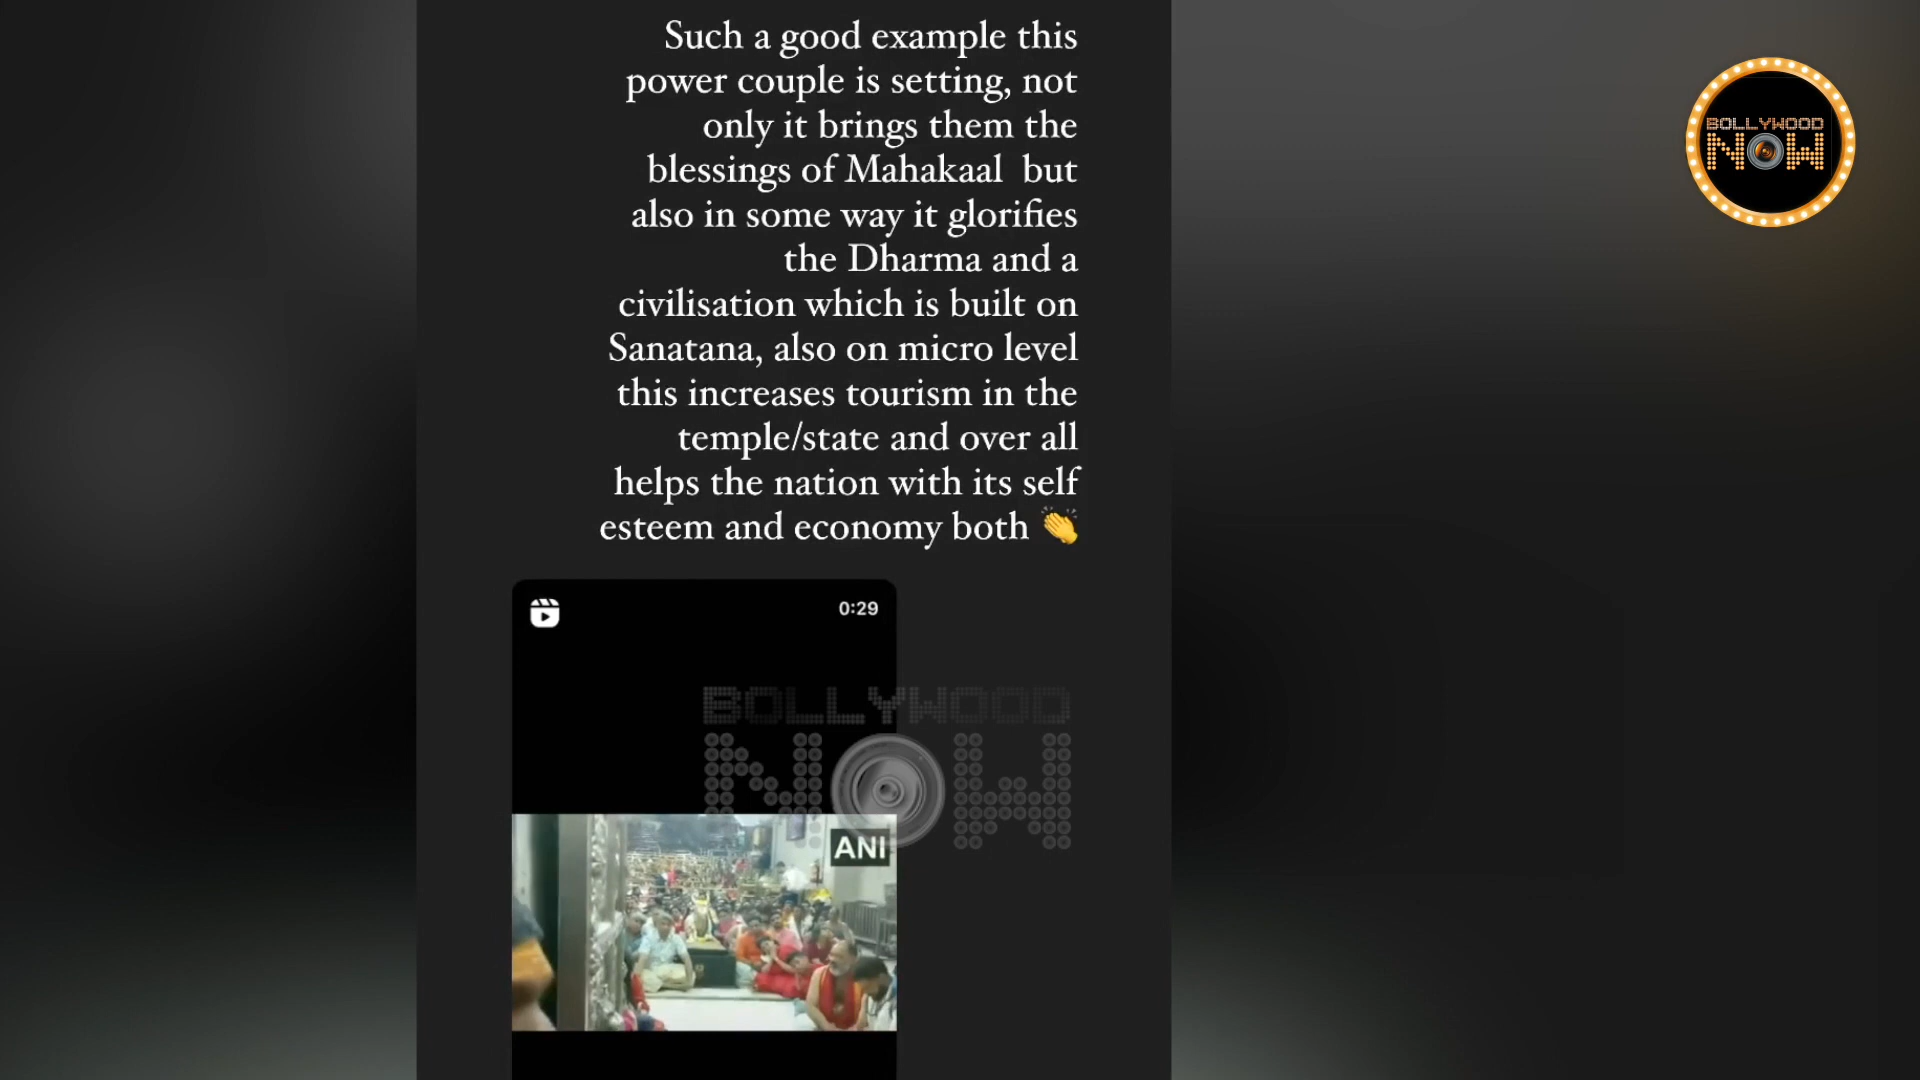 Such a good example this
power couple is setting, not
only it brings them the
blessings of Mahakaal  but
also in some way it glorifies
the Dharma and a
civilisation which is built on
Sanatana, also on micro level
this increases tourism in the
temple/state and over all
helps the nation with its self
esteem and economy both 👏
BOLLYWOOD
NOW
0:29
BOLLYWOOD
NOW
ANI